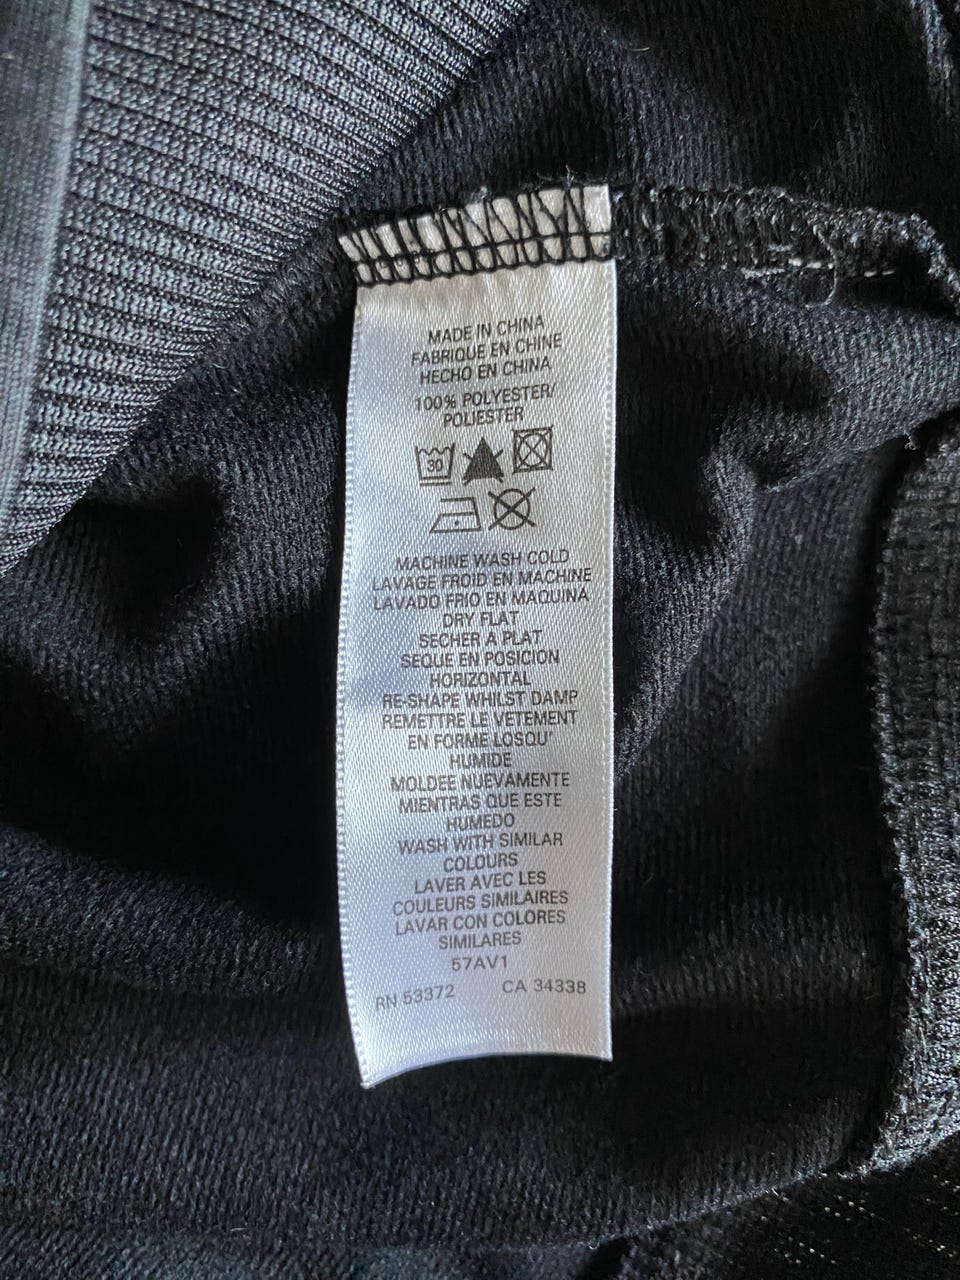 MADE IN CHINA
FABRIQUE EN CHINE
HECHO EN CHINA
100% POLYESTER/
POLIESTER
30
MACHINE WASH COLD
LAVAGE FROID EN MACHINE
LAVADO FRIO EN MAQUINA
DRY FLAT
SECHER A PLAT
SEQUE EN POSICION
HORIZONTAL
RE-SHAPE WHILST DAMP
REMETTRE LE VETEMENT
EN FORME LOSQU'
HUMIDE
MOLDEE NUEVAMENTE
MIENTRAS QUE ESTE
HUMEDO
WASH WITH SIMILAR
COLOURS
LAVER AVEC LES
COULEURS SIMILAIRES
LAVAR CON COLORES
SIMILARES
57AV1
RN 53372 CA 34338